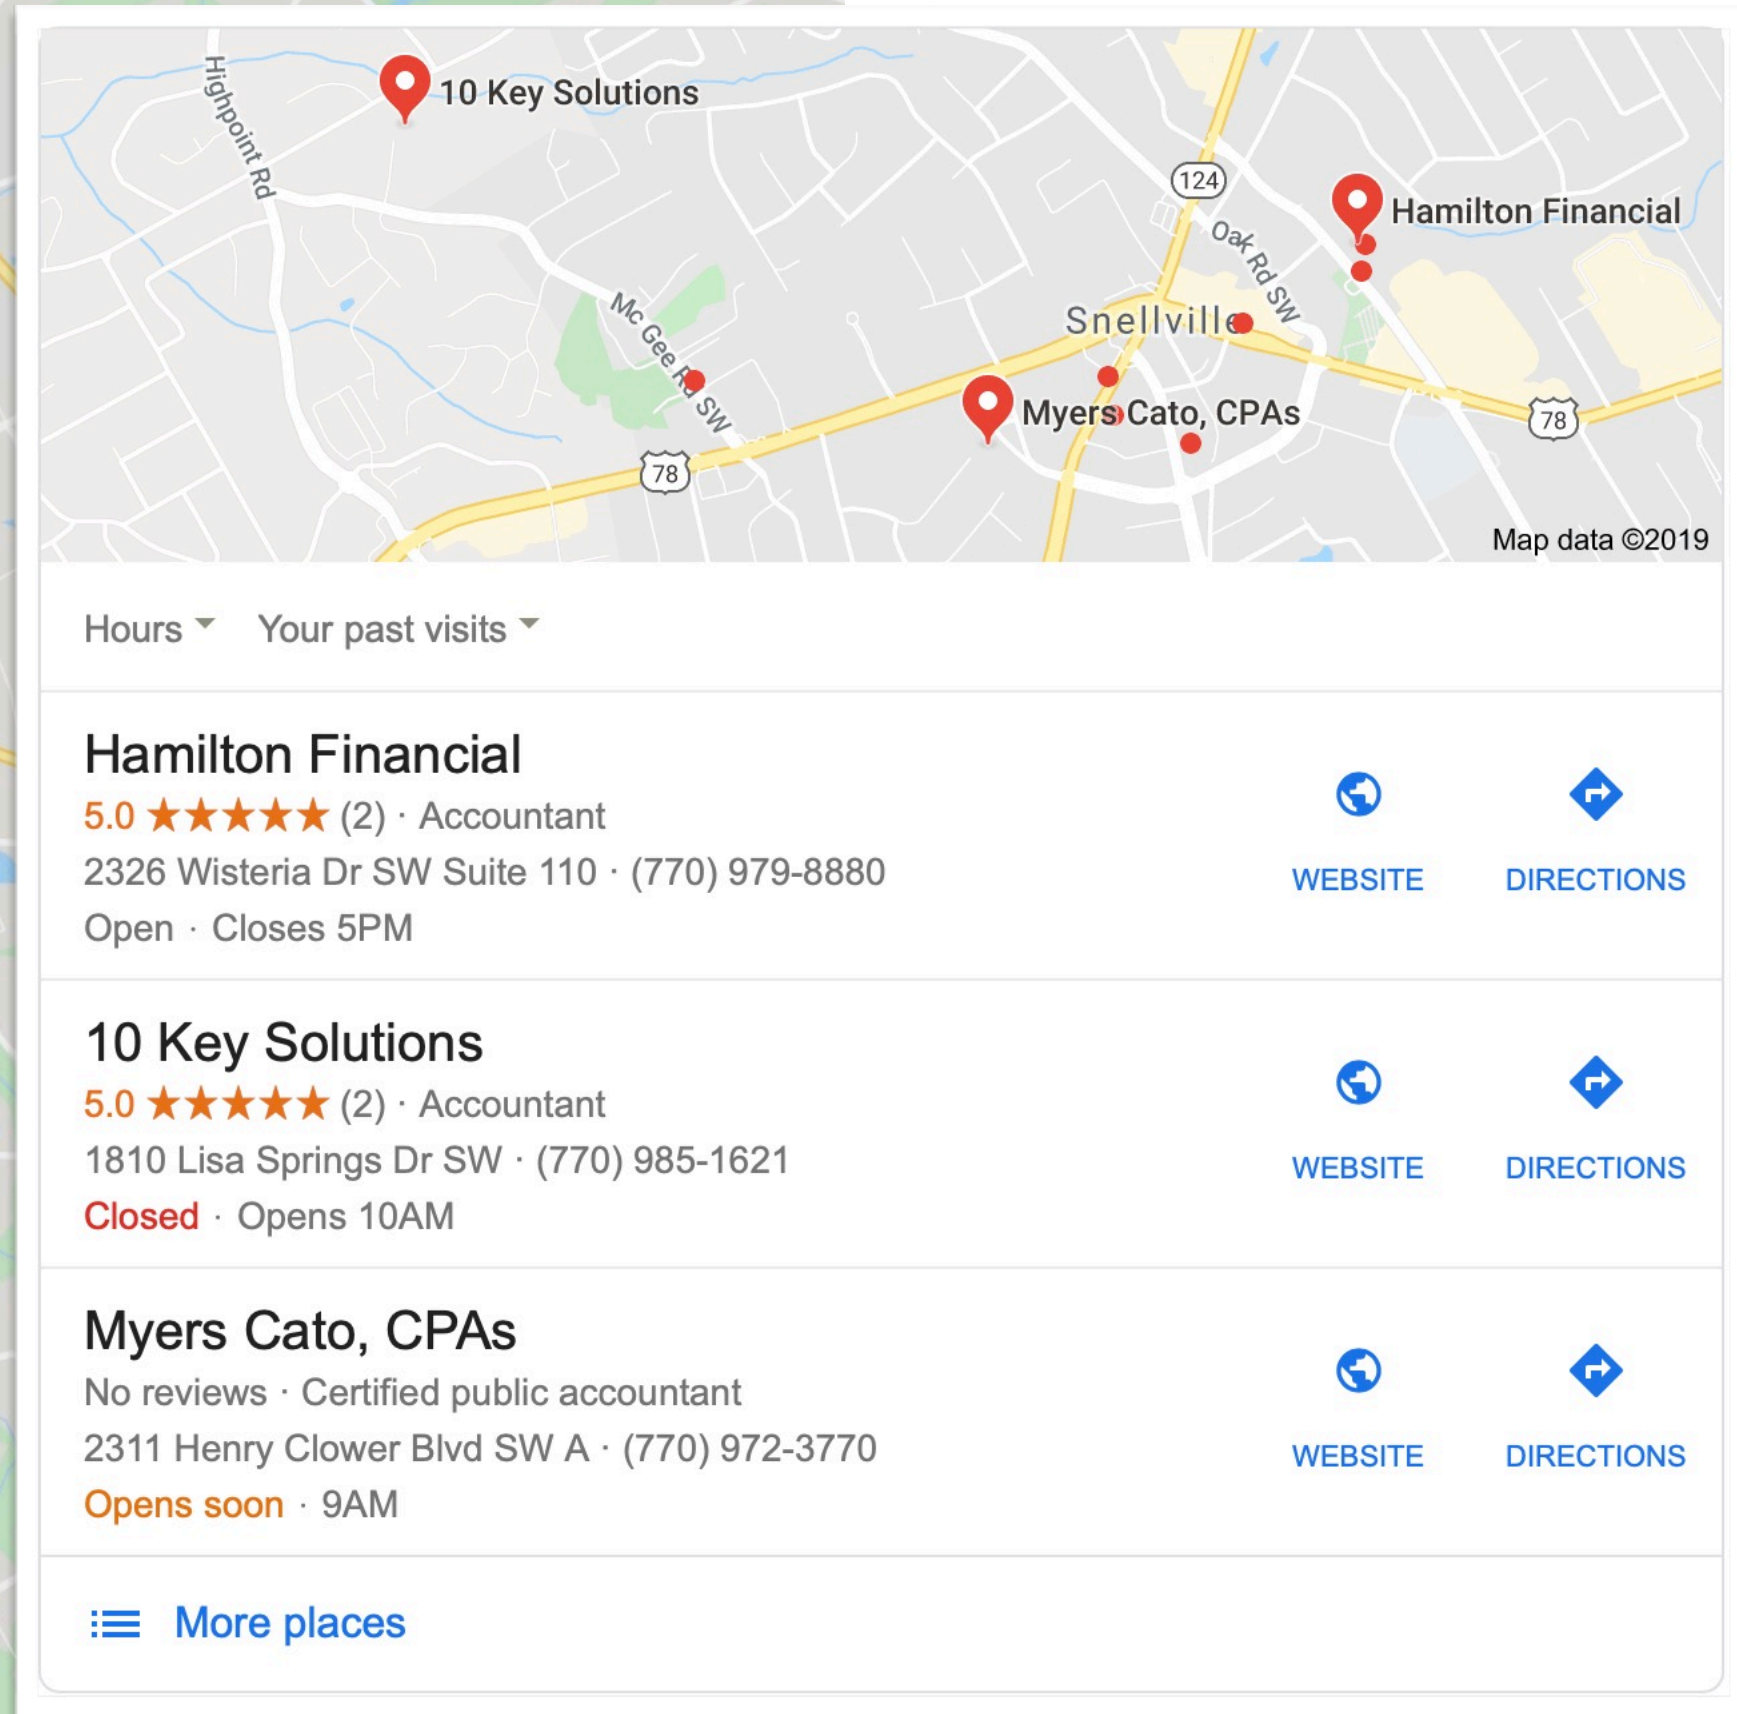 Highpoint Rd
10 Key Solutions
124
Hamilton Financial
Oak Rd SW
Mc Gee Rd SW
Snellville
Myers Cato, CPAs
78
78
Map data ©2019
Hours Your past visits
Hamilton Financial
5.0 ★★★★★ (2) · Accountant
2326 Wisteria Dr SW Suite 110 · (770) 979-8880
Open · Closes 5PM
WEBSITE DIRECTIONS
10 Key Solutions
5.0 ★★★★★ (2) · Accountant
1810 Lisa Springs Dr SW · (770) 985-1621
Closed · Opens 10AM
WEBSITE DIRECTIONS
Myers Cato, CPAs
No reviews · Certified public accountant
2311 Henry Clower Blvd SW A · (770) 972-3770
Opens soon · 9AM
WEBSITE DIRECTIONS
More places